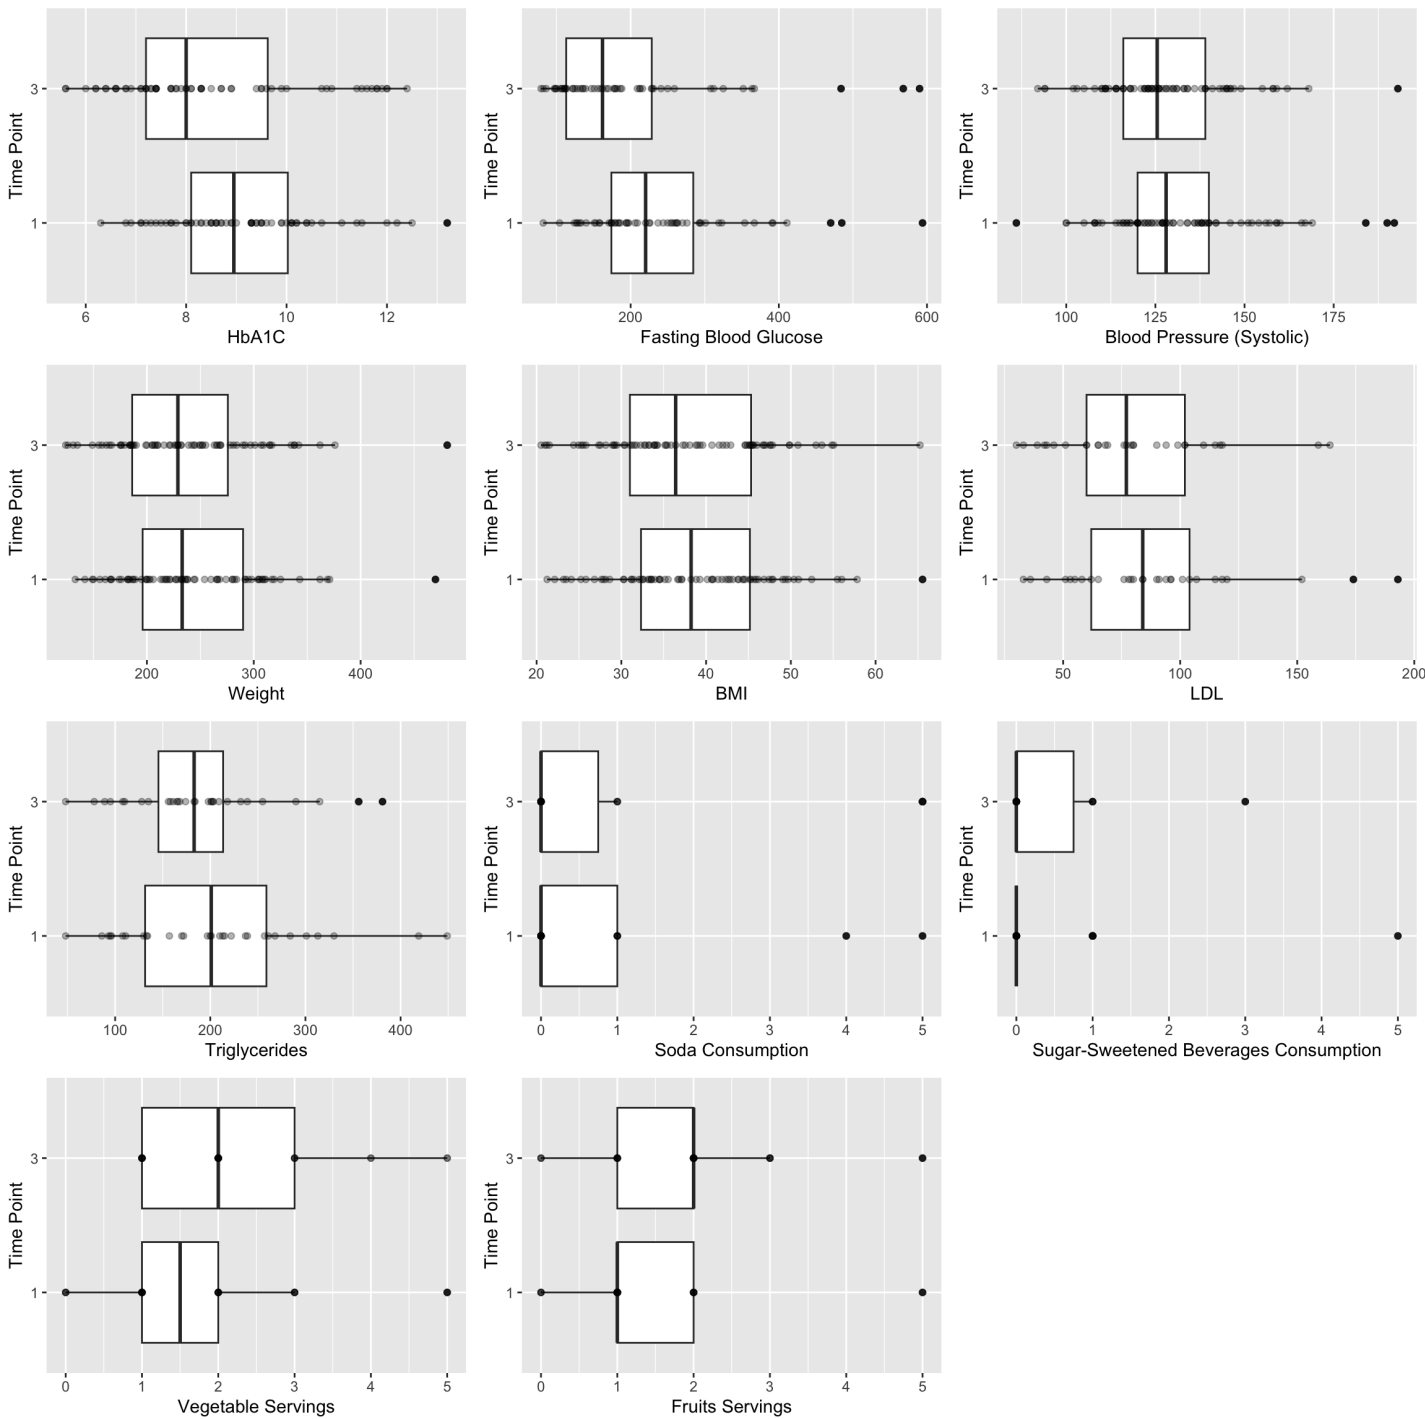 Time Point
3
1
6 8 10 12
HbA1C
Time Point
3
1
200 400 600
Fasting Blood Glucose
Time Point
3
1
100 125 150 175
Blood Pressure (Systolic)
Time Point
3
1
200 300 400
Weight
Time Point
3
1
20 30 40 50 60
BMI
Time Point
3
1
50 100 150 200
LDL
Time Point
3
1
100 200 300 400
Triglycerides
Time Point
3
1
0 1 2 3 4 5
Soda Consumption
Time Point
3
1
0 1 2 3 4 5
Sugar-Sweetened Beverages Consumption
Time Point
3
1
0 1 2 3 4 5
Vegetable Servings
Time Point
3
1
0 1 2 3 4 5
Fruits Servings